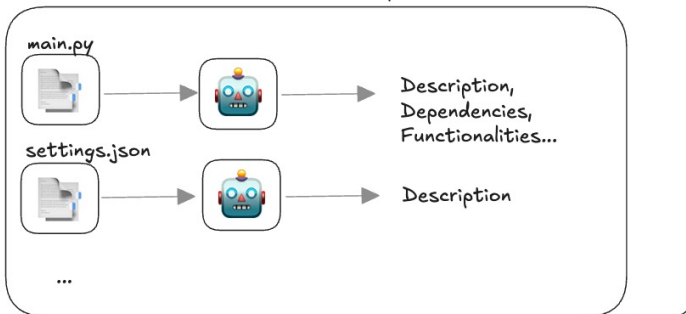 main.py
Description,
Dependencies,
Functionalities...
settings.json
Description
...